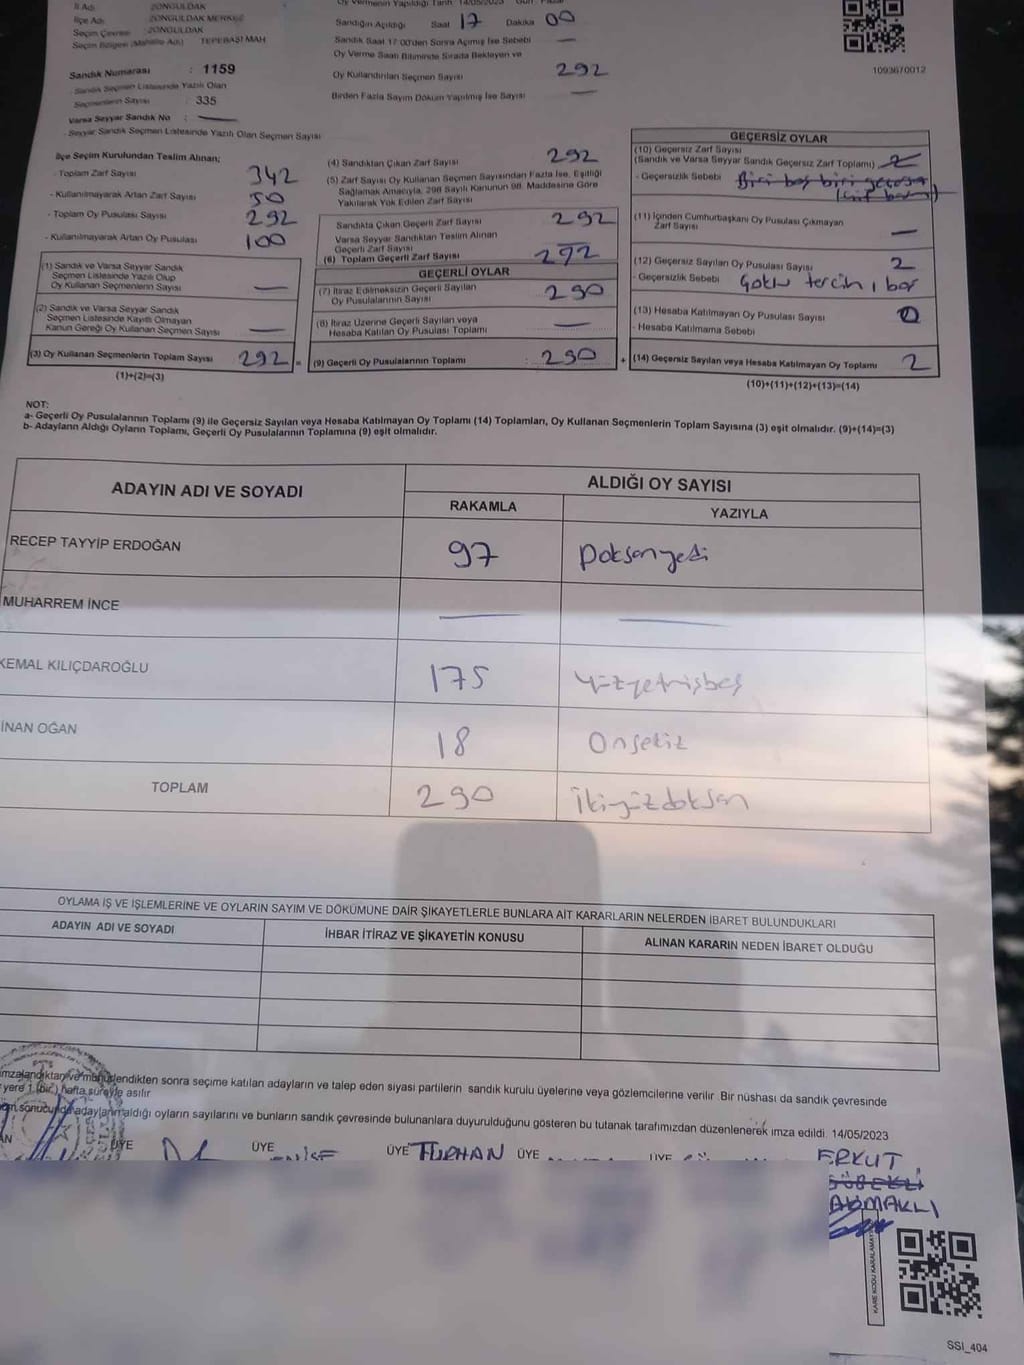 İli Adı ZONGULDAK
İlçe Adı ZONGULDAK MERKEZ
Seçim Çevresi ZONGULDAK
Seçim Bölgesi (Mahalle Adı) TEPEBAŞI MAH
Sandık Numarası : 1159
Sandık Seçmen Listesinde Yazılı Olan
Seçmenlerin Sayısı : 335
Varsa Seyyar Sandık No : —
- Seyyar Sandık Seçmen Listesinde Yazılı Olan Seçmen Sayısı
Oy Vermenin Yapıldığı Tarih 14/05/2023 Gün Pazar
Sandığın Açıldığı Saat 17 Dakika 00
Sandık Saat 17:00'den Sonra Açılmış İse Sebebi —
Oy Verme Saati Bitiminde Sırada Bekleyen ve
Oy Kullandırılan Seçmen Sayısı 292
Birden Fazla Sayım Döküm Yapılmış İse Sayısı —
1093670012
İlçe Seçim Kurulundan Teslim Alınan;
- Toplam Zarf Sayısı 342
- Kullanılmayarak Artan Zarf Sayısı 50
- Toplam Oy Pusulası Sayısı 292
- Kullanılmayarak Artan Oy Pusulası 100
(1) Sandık ve Varsa Seyyar Sandık
Seçmen Listesinde Yazılı Olup
Oy Kullanan Seçmenlerin Sayısı —
(2) Sandık ve Varsa Seyyar Sandık
Seçmen Listesinde Kayıtlı Olmayan
Kanun Gereği Oy Kullanan Seçmen Sayısı —
(3) Oy Kullanan Seçmenlerin Toplam Sayısı 292 =
(1)+(2)=(3)
(4) Sandıktan Çıkan Zarf Sayısı 292
(5) Zarf Sayısı Oy Kullanan Seçmen Sayısından Fazla İse, Eşitliği
Sağlamak Amacıyla, 298 Sayılı Kanunun 98. Maddesine Göre
Yakılarak Yok Edilen Zarf Sayısı
Sandıkta Çıkan Geçerli Zarf Sayısı 292
Varsa Seyyar Sandıktan Teslim Alınan
Geçerli Zarf Sayısı —
(6) Toplam Geçerli Zarf Sayısı 292
GEÇERLİ OYLAR
(7) İtiraz Edilmeksizin Geçerli Sayılan
Oy Pusulalarının Sayısı 290
(8) İtiraz Üzerine Geçerli Sayılan veya
Hesaba Katılan Oy Pusulası Toplamı —
(9) Geçerli Oy Pusulalarının Toplamı : 290 +
GEÇERSİZ OYLAR
(10) Geçersiz Zarf Sayısı
(Sandık ve Varsa Seyyar Sandık Geçersiz Zarf Toplamı) 2
- Geçersizlik Sebebi Biri boş biri
(11) İçinden Cumhurbaşkanı Oy Pusulası Çıkmayan
Zarf Sayısı —
(12) Geçersiz Sayılan Oy Pusulası Sayısı 2
- Geçersizlik Sebebi Çoklu tercih, boş
(13) Hesaba Katılmayan Oy Pusulası Sayısı 0
- Hesaba Katılmama Sebebi
(14) Geçersiz Sayılan veya Hesaba Katılmayan Oy Toplamı 2
(10)+(11)+(12)+(13)=(14)
NOT:
a- Geçerli Oy Pusulalarının Toplamı (9) ile Geçersiz Sayılan veya Hesaba Katılmayan Oy Toplamı (14) Toplamları, Oy Kullanan Seçmenlerin Toplam Sayısına (3) eşit olmalıdır. (9)+(14)=(3)
b- Adayların Aldığı Oyların Toplamı, Geçerli Oy Pusulalarının Toplamına (9) eşit olmalıdır.
ADAYIN ADI VE SOYADI
ALDIĞI OY SAYISI
RAKAMLA YAZIYLA
RECEP TAYYİP ERDOĞAN 97 Doksanyedi
MUHARREM İNCE — —
KEMAL KILIÇDAROĞLU 175 Yüzyetmişbeş
İNAN OĞAN 18 Onsekiz
TOPLAM 290 İkiyüzdoksan
OYLAMA İŞ VE İŞLEMLERİNE VE OYLARIN SAYIM VE DÖKÜMÜNE DAİR ŞİKAYETLERLE BUNLARA AİT KARARLARIN NELERDEN İBARET BULUNDUKLARI
ADAYIN ADI VE SOYADI İHBAR İTİRAZ VE ŞİKAYETİN KONUSU ALINAN KARARIN NEDEN İBARET OLDUĞU
imzalandıktan ve mühürlendikten sonra seçime katılan adayların ve talep eden siyasi partilerin sandık kurulu üyelerine veya gözlemcilerine verilir. Bir nüshası da sandık çevresinde
yere 1 (bir) hafta süreyle asılır
sonucunda adayların aldığı oyların sayılarını ve bunların sandık çevresinde bulunanlara duyurulduğunu gösteren bu tutanak tarafımızdan düzenlenerek imza edildi. 14/05/2023
ÜYE ÜYE ÜYE TURHAN ÜYE ÜYE ERKUT
AKMAKLI
KARE KODU KARALAMAYINIZ
SSI_404